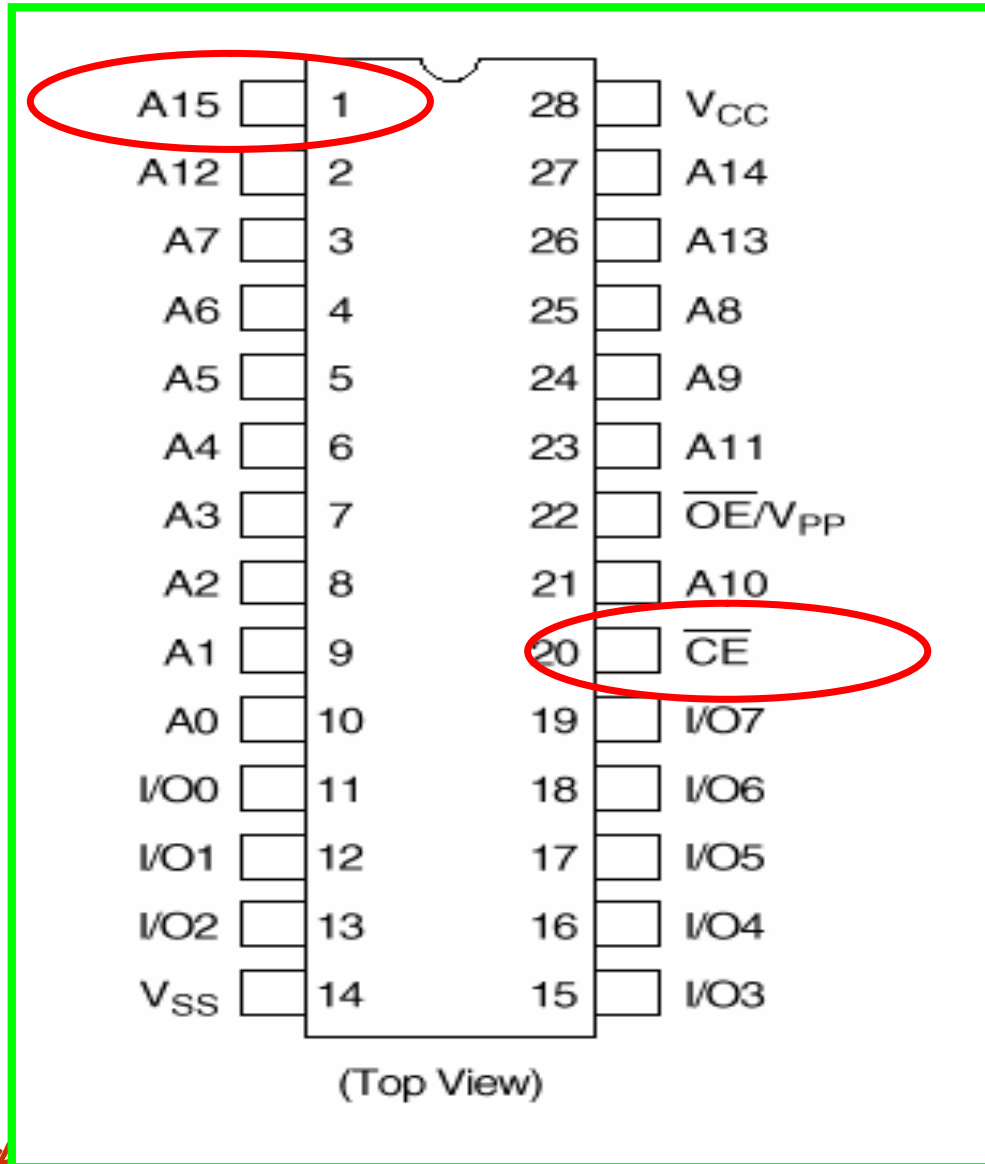 A15 1 28 VCC
A12 2 27 A14
A7 3 26 A13
A6 4 25 A8
A5 5 24 A9
A4 6 23 A11
A3 7 22 O̅E̅/VPP
A2 8 21 A10
A1 9 20 C̅E̅
A0 10 19 I/O7
I/O0 11 18 I/O6
I/O1 12 17 I/O5
I/O2 13 16 I/O4
VSS 14 15 I/O3
(Top View)